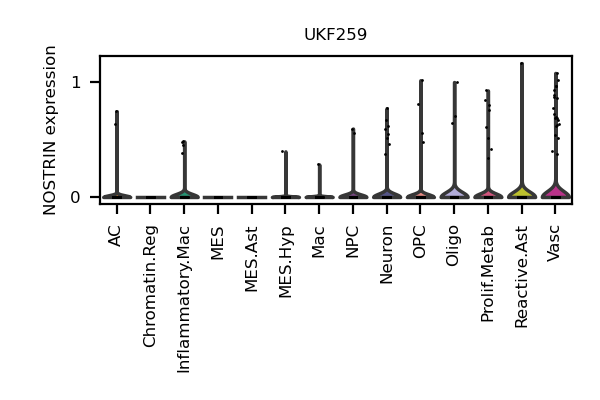 UKF259
NOSTRIN expression
1
0
AC
Chromatin.Reg
Inflammatory.Mac
MES
MES.Ast
MES.Hyp
Mac
NPC
Neuron
OPC
Oligo
Prolif.Metab
Reactive.Ast
Vasc